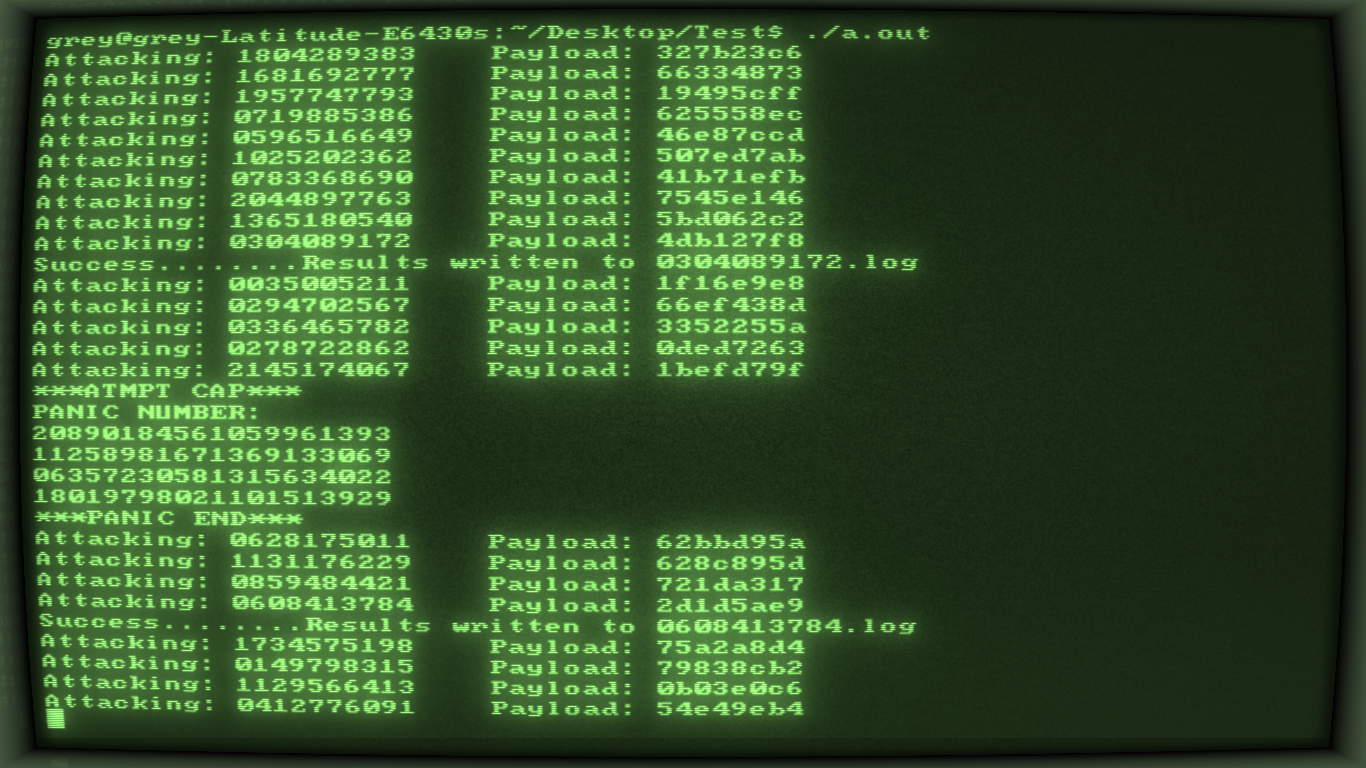 grey@grey-Latitude-E6430s:~/Desktop/Test$ ./a.out
Attacking: 1804289383 Payload: 327b23c6
Attacking: 1681692777 Payload: 66334873
Attacking: 1957747793 Payload: 19495cff
Attacking: 0719885386 Payload: 625558ec
Attacking: 0596516649 Payload: 46e87ccd
Attacking: 1025202362 Payload: 507ed7ab
Attacking: 0783368690 Payload: 41b71efb
Attacking: 2044897763 Payload: 7545e146
Attacking: 1365180540 Payload: 5bd062c2
Attacking: 0304089172 Payload: 4db127f8
Success........Results written to 0304089172.log
Attacking: 0035005211 Payload: 1f16e9e8
Attacking: 0294702567 Payload: 66ef438d
Attacking: 0336465782 Payload: 3352255a
Attacking: 0278722862 Payload: 0ded7263
Attacking: 2145174067 Payload: 1befd79f
***ATMPT CAP***
PANIC NUMBER:
20890184561059961393
11258981671369133069
06357230581315634022
18019798021101513929
***PANIC END***
Attacking: 0628175011 Payload: 62bbd95a
Attacking: 1131176229 Payload: 628c895d
Attacking: 0859484421 Payload: 721da317
Attacking: 0608413784 Payload: 2d1d5ae9
Success........Results written to 0608413784.log
Attacking: 1734575198 Payload: 75a2a8d4
Attacking: 0149798315 Payload: 79838cb2
Attacking: 1129566413 Payload: 0b03e0c6
Attacking: 0412776091 Payload: 54e49eb4